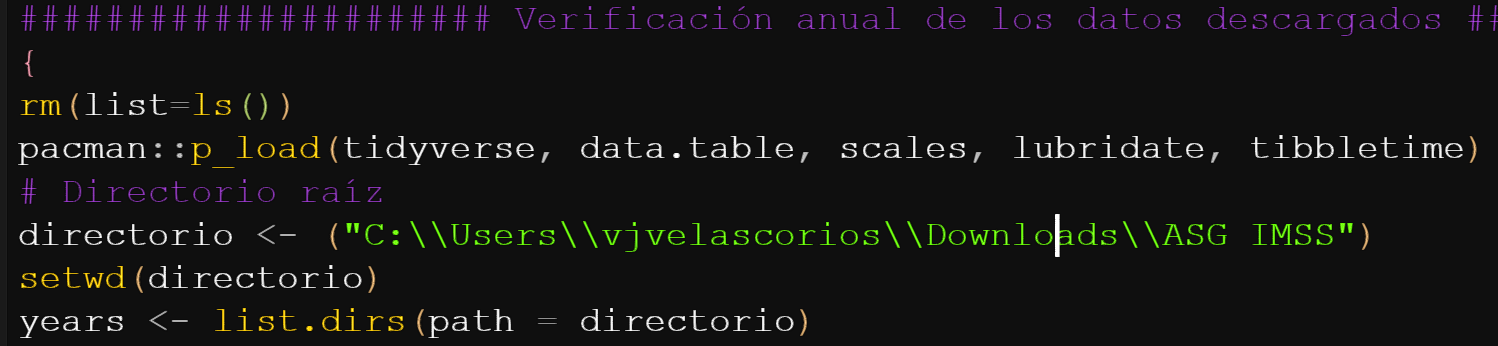 ###################### Verificación anual de los datos descargados ##
{
rm(list=ls())
pacman::p_load(tidyverse, data.table, scales, lubridate, tibbletime)
# Directorio raíz
directorio <- ("C:\\Users\\vjvelascorios\\Downloads\\ASG IMSS")
setwd(directorio)
years <- list.dirs(path = directorio)